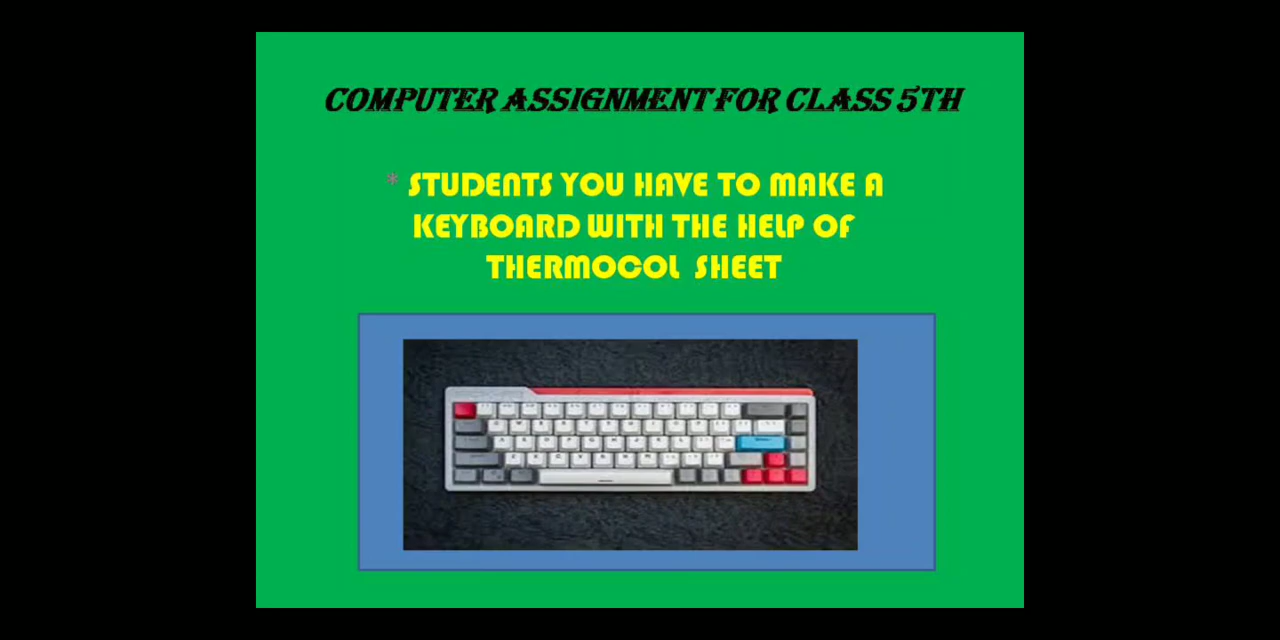 COMPUTER ASSIGNMENT FOR CLASS 5TH
* STUDENTS YOU HAVE TO MAKE A
KEYBOARD WITH THE HELP OF
THERMOCOL SHEET